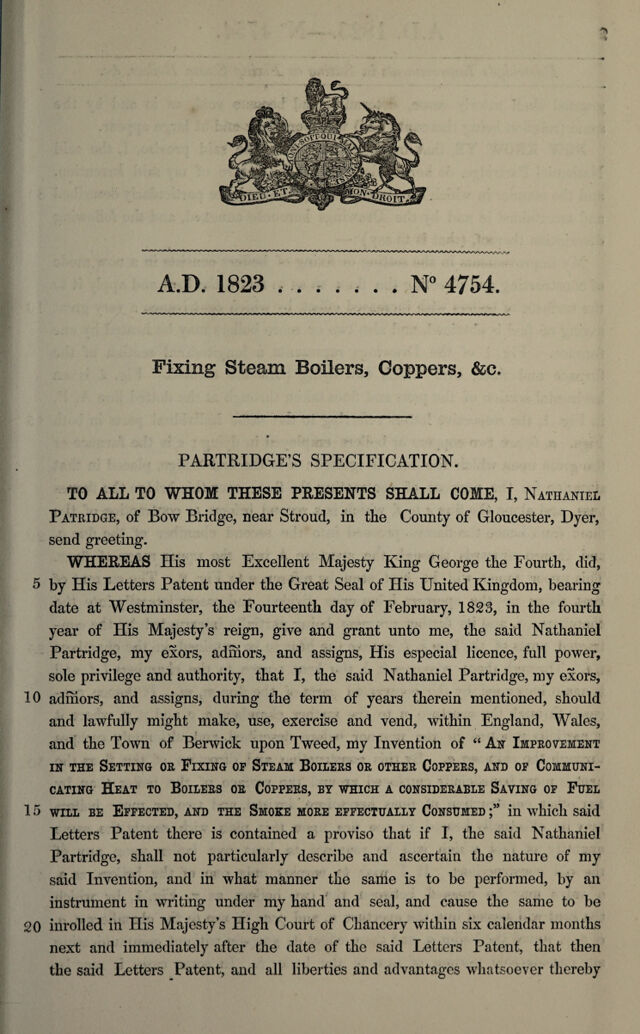 HONI SOIT QUI MAL
DIEU · ET · MON · DROIT
A.D. 1823 . . . . . . . N° 4754.
Fixing Steam Boilers, Coppers, &c.
PARTRIDGE'S SPECIFICATION.
TO ALL TO WHOM THESE PRESENTS SHALL COME, I, NATHANIEL
PATRIDGE, of Bow Bridge, near Stroud, in the County of Gloucester, Dyer,
send greeting.
WHEREAS His most Excellent Majesty King George the Fourth, did,
5 by His Letters Patent under the Great Seal of His United Kingdom, bearing
date at Westminster, the Fourteenth day of February, 1823, in the fourth
year of His Majesty's reign, give and grant unto me, the said Nathaniel
Partridge, my exors, adm̃ors, and assigns, His especial licence, full power,
sole privilege and authority, that I, the said Nathaniel Partridge, my exors,
10 adm̃ors, and assigns, during the term of years therein mentioned, should
and lawfully might make, use, exercise and vend, within England, Wales,
and the Town of Berwick upon Tweed, my Invention of "AN IMPROVEMENT
IN THE SETTING OR FIXING OF STEAM BOILERS OR OTHER COPPERS, AND OF COMMUNI-
CATING HEAT TO BOILERS OR COPPERS, BY WHICH A CONSIDERABLE SAVING OF FUEL
15 WILL BE EFFECTED, AND THE SMOKE MORE EFFECTUALLY CONSUMED;" in which said
Letters Patent there is contained a proviso that if I, the said Nathaniel
Partridge, shall not particularly describe and ascertain the nature of my
said Invention, and in what manner the same is to be performed, by an
instrument in writing under my hand and seal, and cause the same to be
20 inrolled in His Majesty's High Court of Chancery within six calendar months
next and immediately after the date of the said Letters Patent, that then
the said Letters Patent, and all liberties and advantages whatsoever thereby